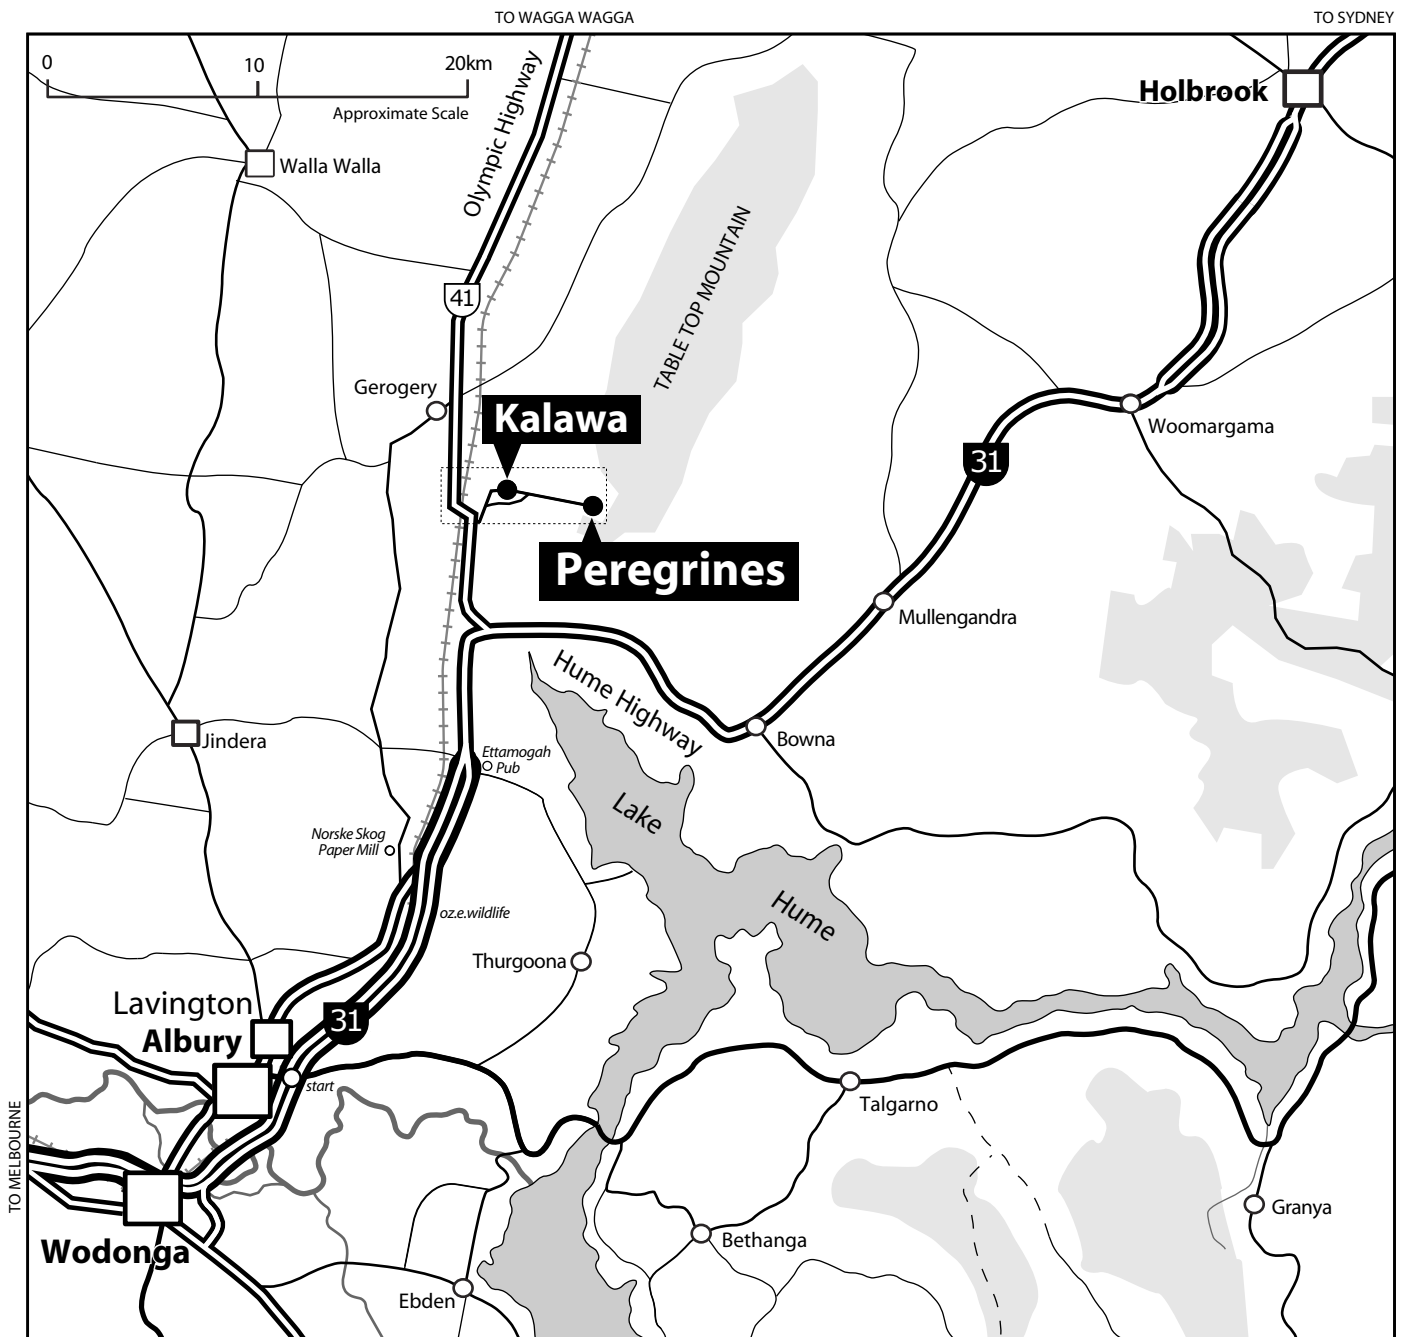 TO WAGGA WAGGA
TO SYDNEY
0
10
20km
Approximate Scale
Olympic Highway
Holbrook
Walla Walla
TABLE TOP MOUNTAIN
41
Gerogery
Kalawa
Woomargama
31
Peregrines
Mullengandra
Hume Highway
Jindera
Bowna
Ettamogah
Pub
Lake
Norske Skog
Paper Mill
Hume
oz.e.wildlife
Thurgoona
Lavington
31
Albury
start
Talgarno
TO MELBOURNE
Granya
Bethanga
Wodonga
Ebden